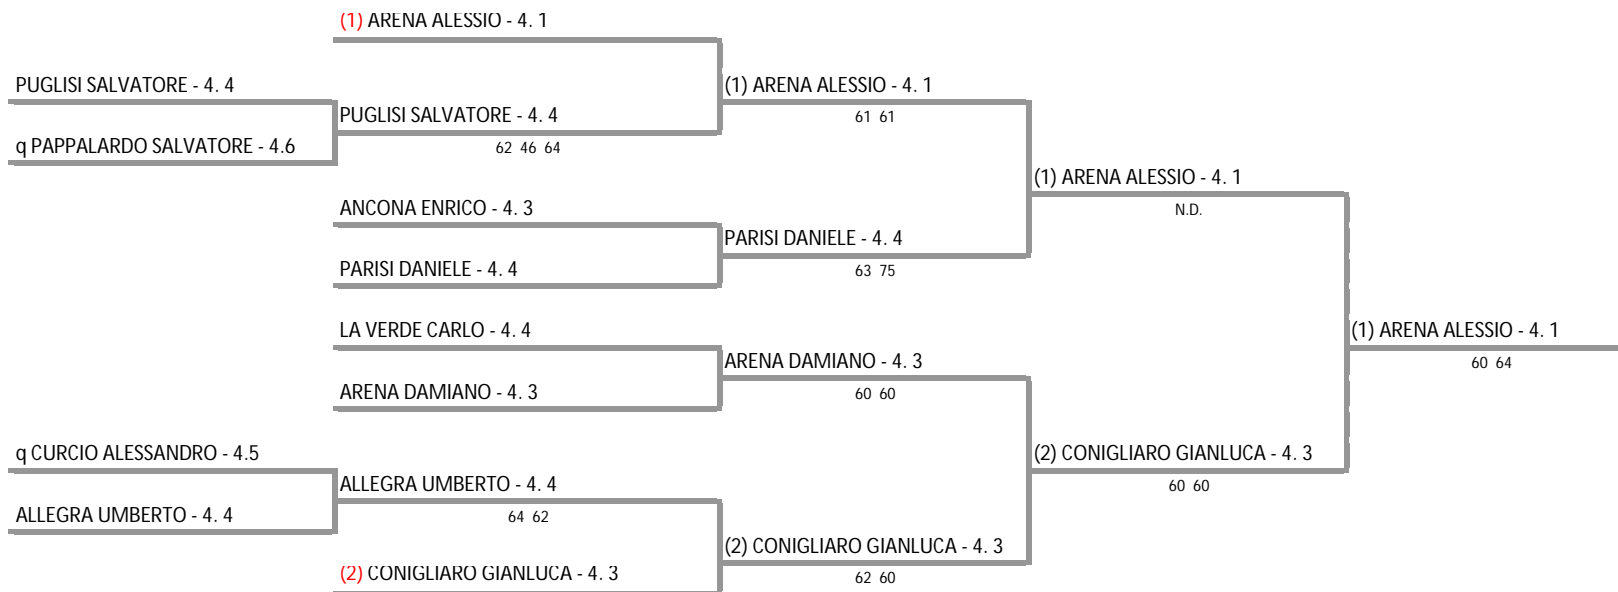 (1) ARENA ALESSIO - 4. 1
PUGLISI SALVATORE - 4. 4
(1) ARENA ALESSIO - 4. 1
PUGLISI SALVATORE - 4. 4
61 61
q PAPPALARDO SALVATORE - 4.6
62 46 64
(1) ARENA ALESSIO - 4. 1
ANCONA ENRICO - 4. 3
N.D.
PARISI DANIELE - 4. 4
PARISI DANIELE - 4. 4
63 75
LA VERDE CARLO - 4. 4
(1) ARENA ALESSIO - 4. 1
ARENA DAMIANO - 4. 3
60 64
ARENA DAMIANO - 4. 3
60 60
q CURCIO ALESSANDRO - 4.5
(2) CONIGLIARO GIANLUCA - 4. 3
ALLEGRA UMBERTO - 4. 4
60 60
ALLEGRA UMBERTO - 4. 4
64 62
(2) CONIGLIARO GIANLUCA - 4. 3
(2) CONIGLIARO GIANLUCA - 4. 3
62 60